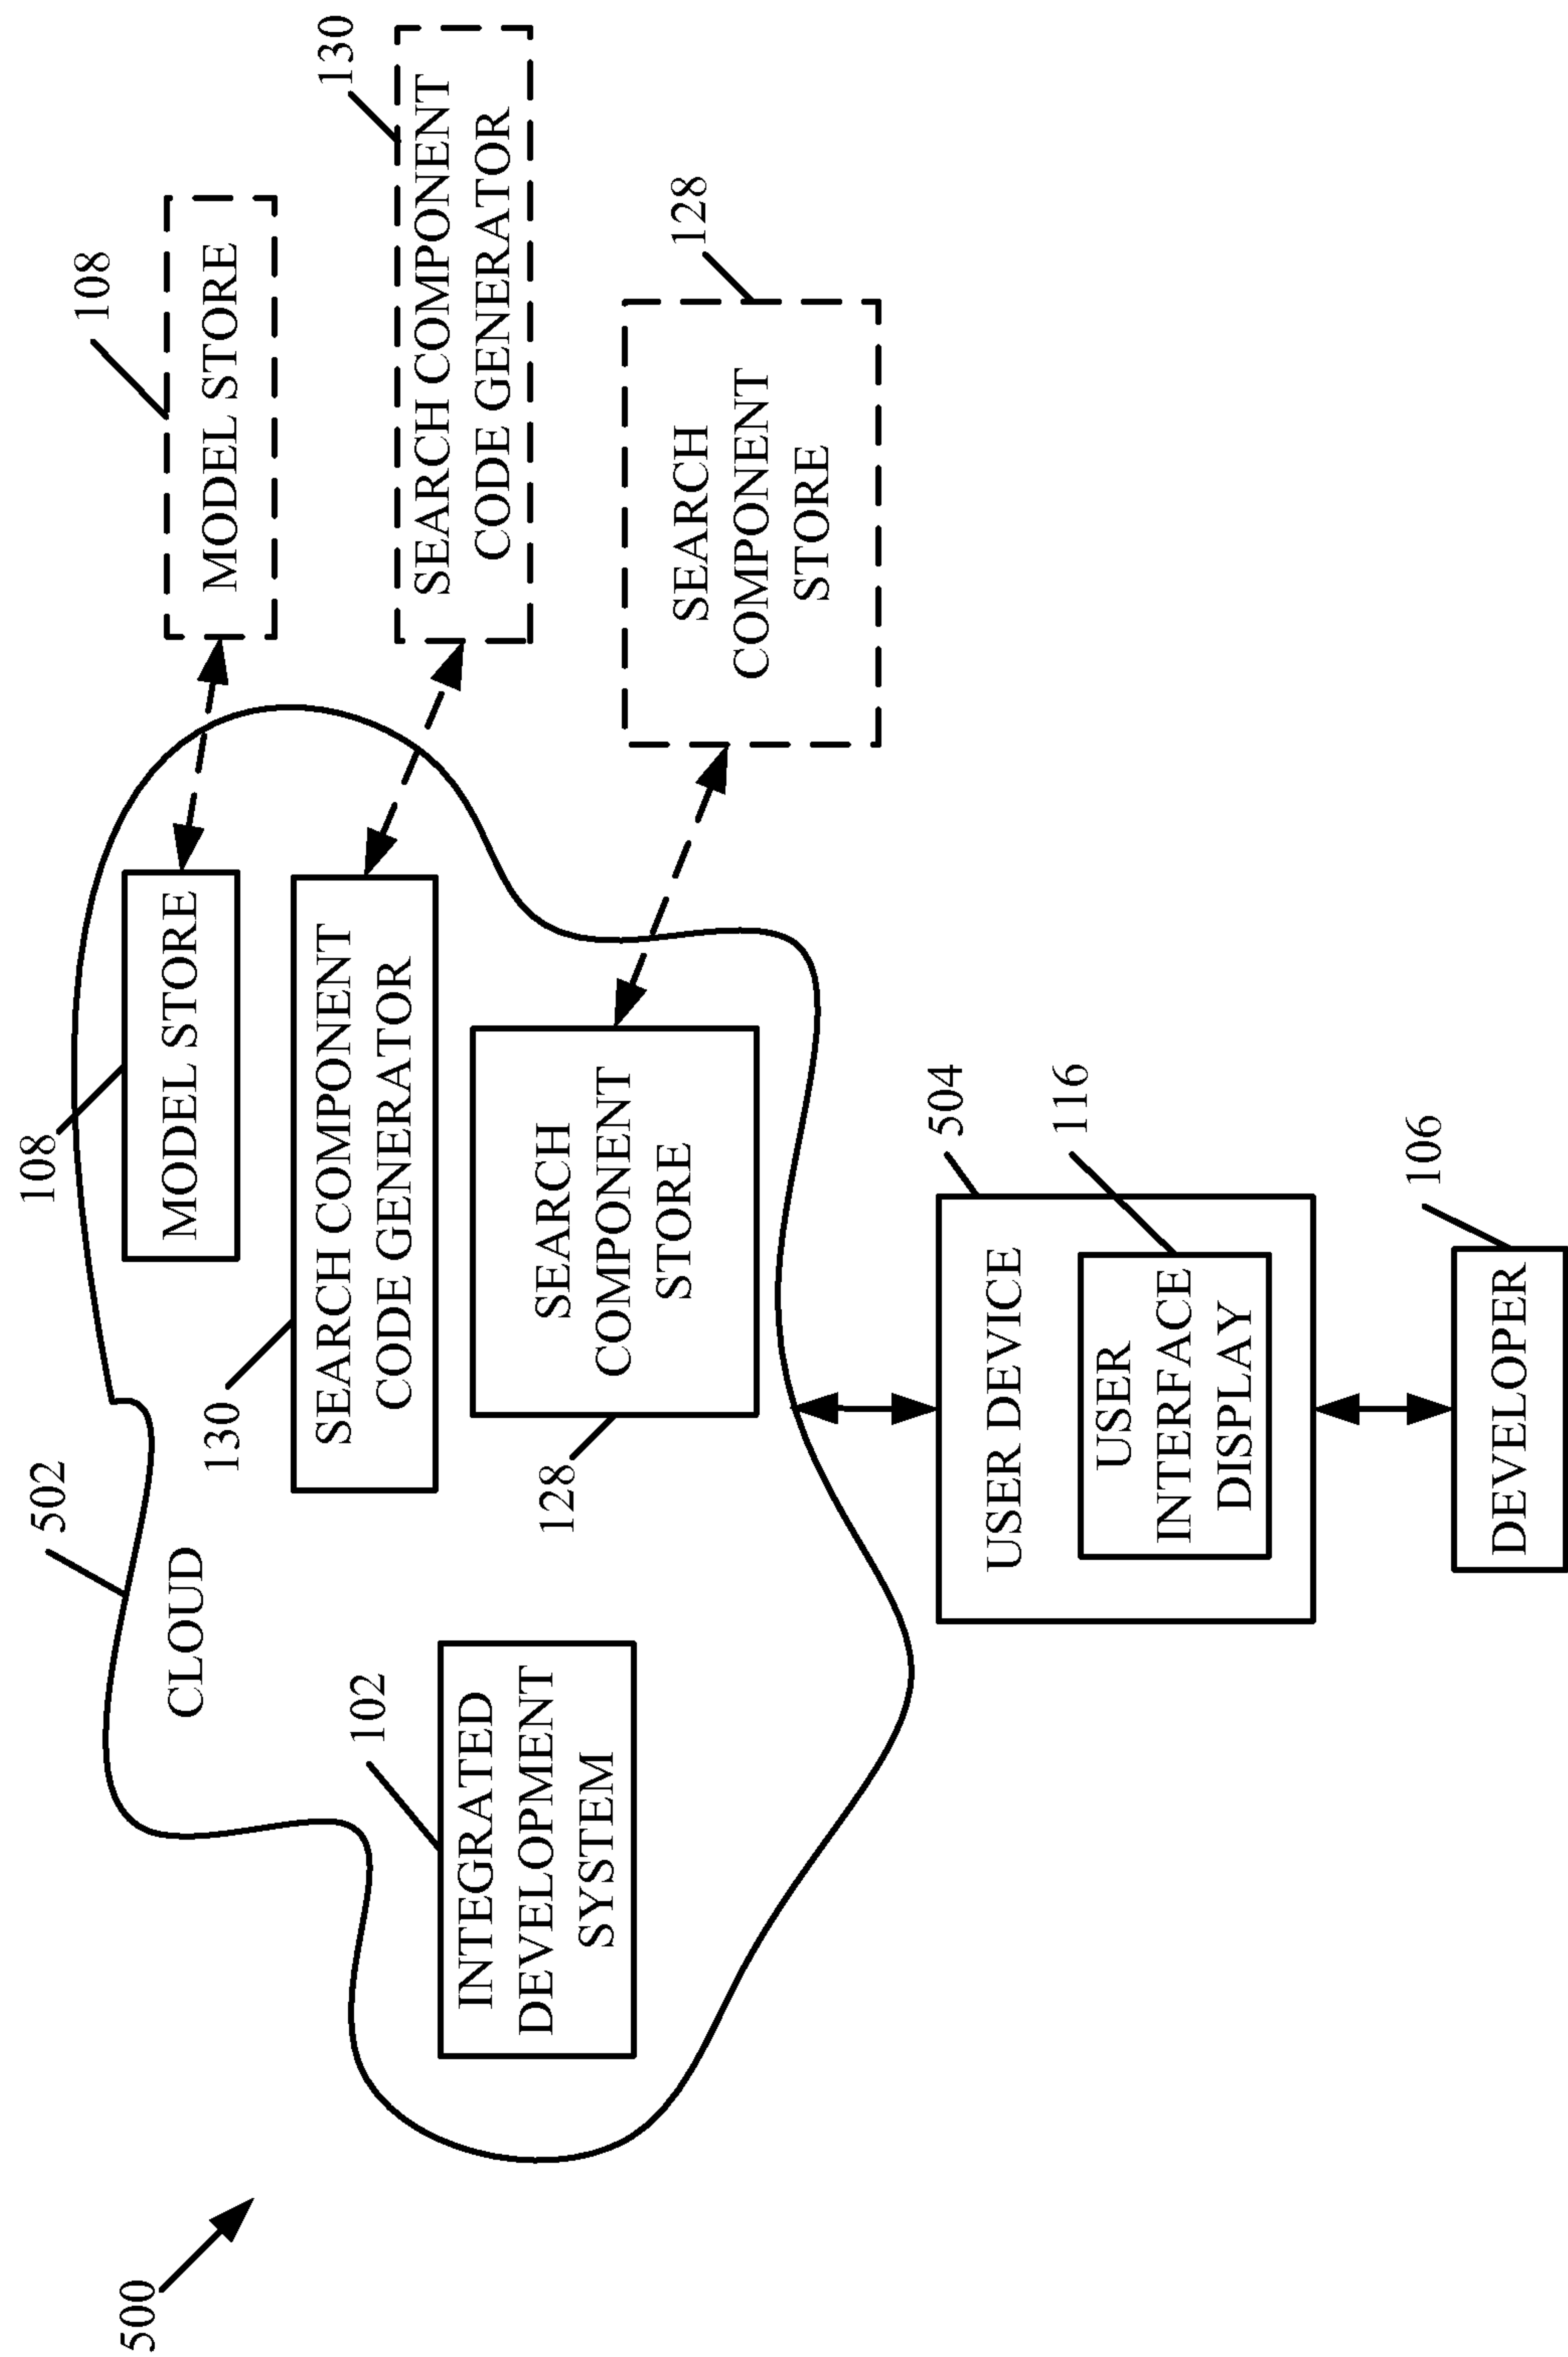 500
502
CLOUD
102
INTEGRATED
DEVELOPMENT
SYSTEM
108
MODEL STORE
130
SEARCH COMPONENT
CODE GENERATOR
128
SEARCH
COMPONENT
STORE
108
MODEL STORE
130
SEARCH COMPONENT
CODE GENERATOR
128
SEARCH
COMPONENT
STORE
504
USER DEVICE
116
USER
INTERFACE
DISPLAY
106
DEVELOPER